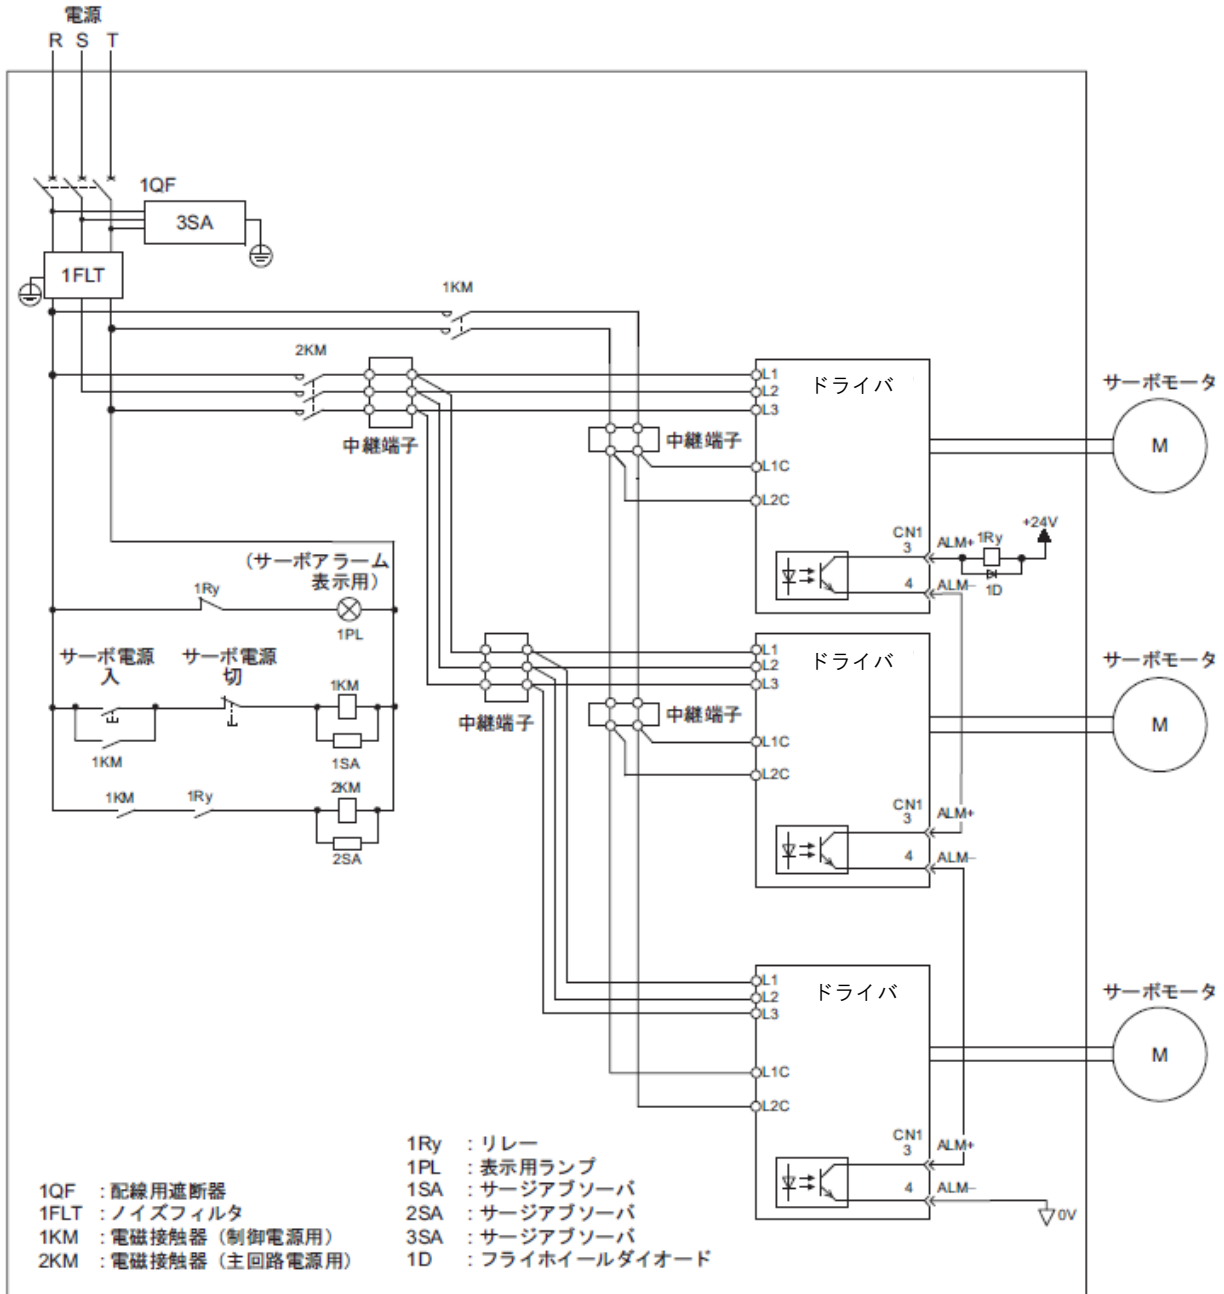 電源
R S T
1QF
3SA
1FLT
1KM
2KM
中継端子
中継端子
L1
L2
L3
L1C
L2C
ドライバ
サーボモータ
M
CN1
3
4
ALM+
ALM−
1Ry
1D
+24V
(サーボアラーム
表示用)
1Ry
1PL
サーボ電源
入
サーボ電源
切
1KM
1KM
1SA
1KM
1Ry
2KM
2SA
中継端子
中継端子
L1
L2
L3
L1C
L2C
ドライバ
サーボモータ
M
CN1
3
4
ALM+
ALM−
L1
L2
L3
L1C
L2C
ドライバ
サーボモータ
M
CN1
3
4
ALM+
ALM−
0V
1QF : 配線用遮断器
1FLT : ノイズフィルタ
1KM : 電磁接触器 (制御電源用)
2KM : 電磁接触器 (主回路電源用)
1Ry : リレー
1PL : 表示用ランプ
1SA : サージアブソーバ
2SA : サージアブソーバ
3SA : サージアブソーバ
1D : フライホイールダイオード